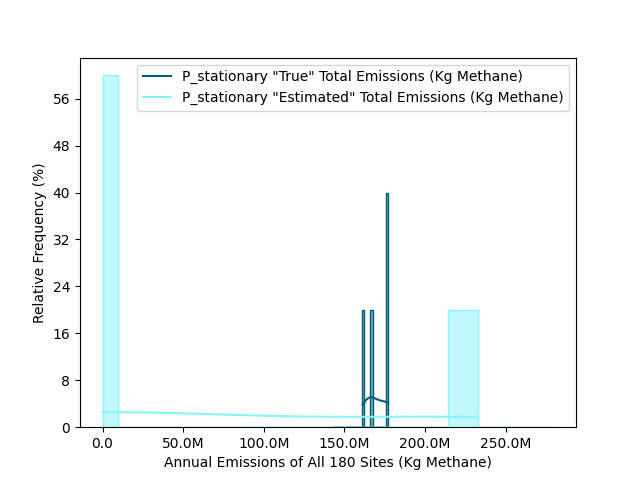 P_stationary "True" Total Emissions (Kg Methane)
P_stationary "Estimated" Total Emissions (Kg Methane)
56
48
40
32
24
16
8
0
Relative Frequency (%)
0.0 50.0M 100.0M 150.0M 200.0M 250.0M
Annual Emissions of All 180 Sites (Kg Methane)